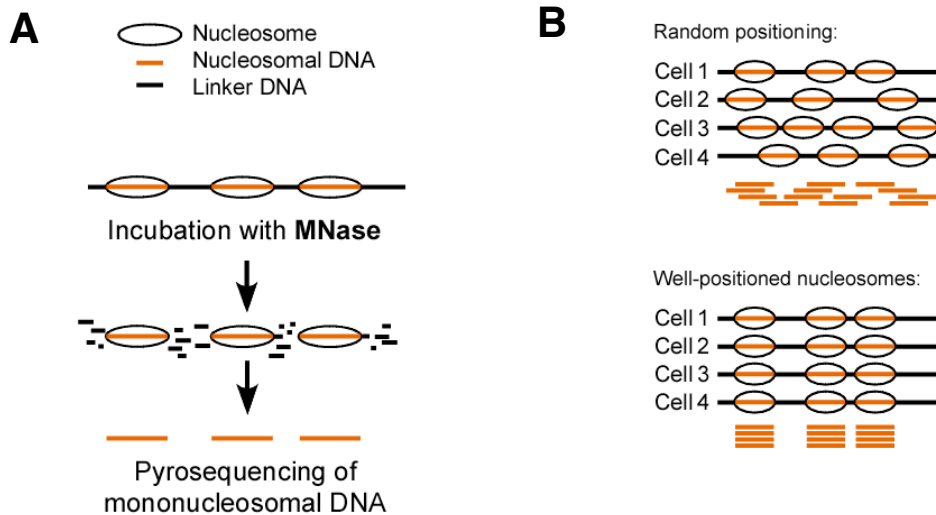 A
Nucleosome
Nucleosomal DNA
Linker DNA
Incubation with MNase
Pyrosequencing of
mononucleosomal DNA
B
Random positioning:
Cell 1
Cell 2
Cell 3
Cell 4
Well-positioned nucleosomes:
Cell 1
Cell 2
Cell 3
Cell 4